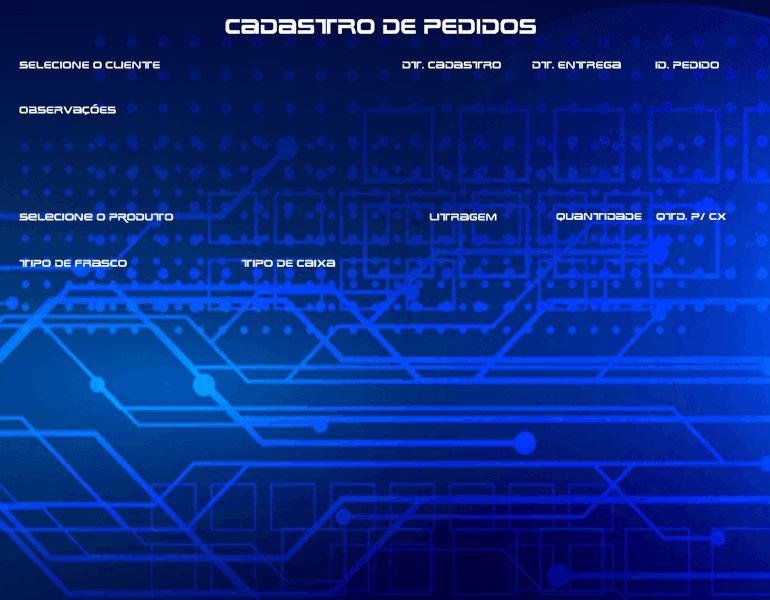 CADASTRO DE PEDIDOS
SELECIONE O CLIENTE DT. CADASTRO DT. ENTREGA ID. PEDIDO
OBSERVAÇÕES
SELECIONE O PRODUTO LITRAGEM QUANTIDADE QTD. P/ CX
TIPO DE FRASCO TIPO DE CAIXA